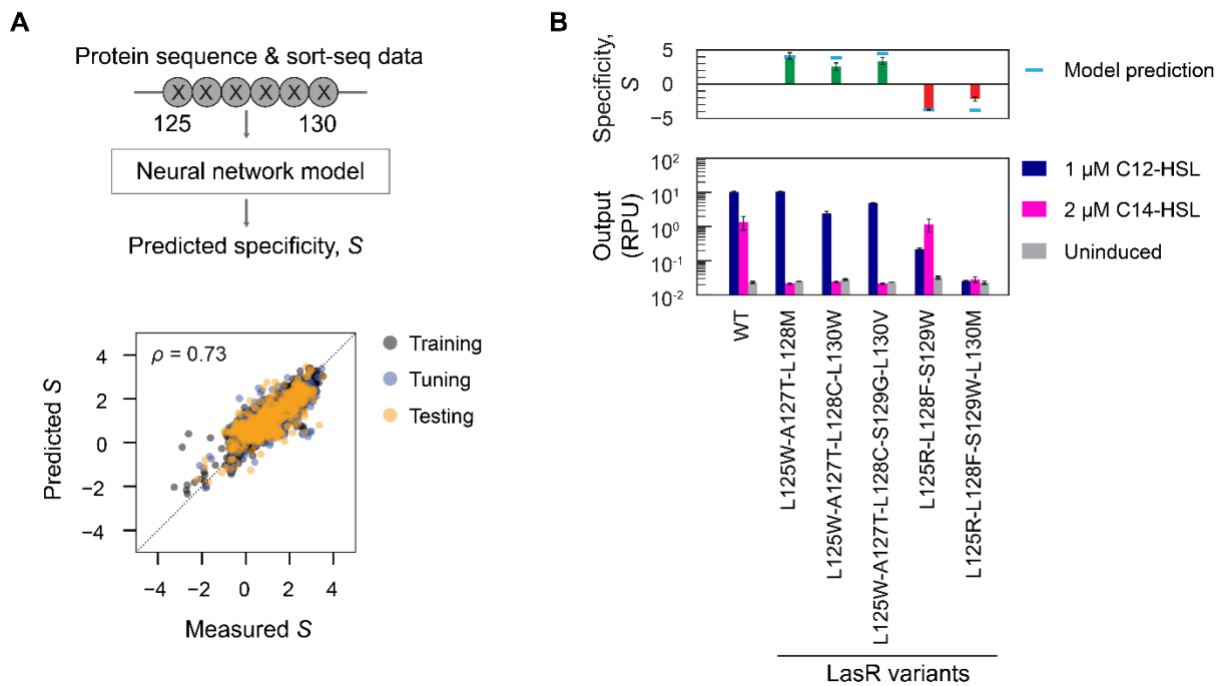 A
Protein sequence & sort-seq data
X X X X X X
125 130
Neural network model
Predicted specificity, S
ρ = 0.73
Training
Tuning
Testing
Predicted S
4
2
0
−2
−4
−4 −2 0 2 4
Measured S
B
Specificity,
S
5
0
−5
Model prediction
Output
(RPU)
10²
10¹
10⁰
10⁻¹
10⁻²
1 μM C12-HSL
2 μM C14-HSL
Uninduced
WT
L125W-A127T-L128M
L125W-A127T-L128C-L130W
L125W-A127T-L128C-S129G-L130V
L125R-L128F-S129W
L125R-L128F-S129W-L130M
LasR variants